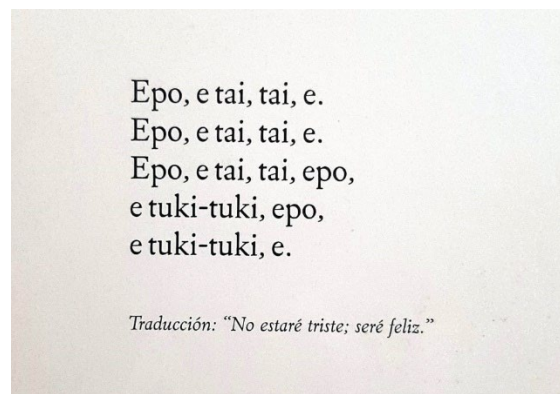 Epo, e tai, tai, e.
Epo, e tai, tai, e.
Epo, e tai, tai, epo,
e tuki-tuki, epo,
e tuki-tuki, e.
Traducción: “No estaré triste; seré feliz.”